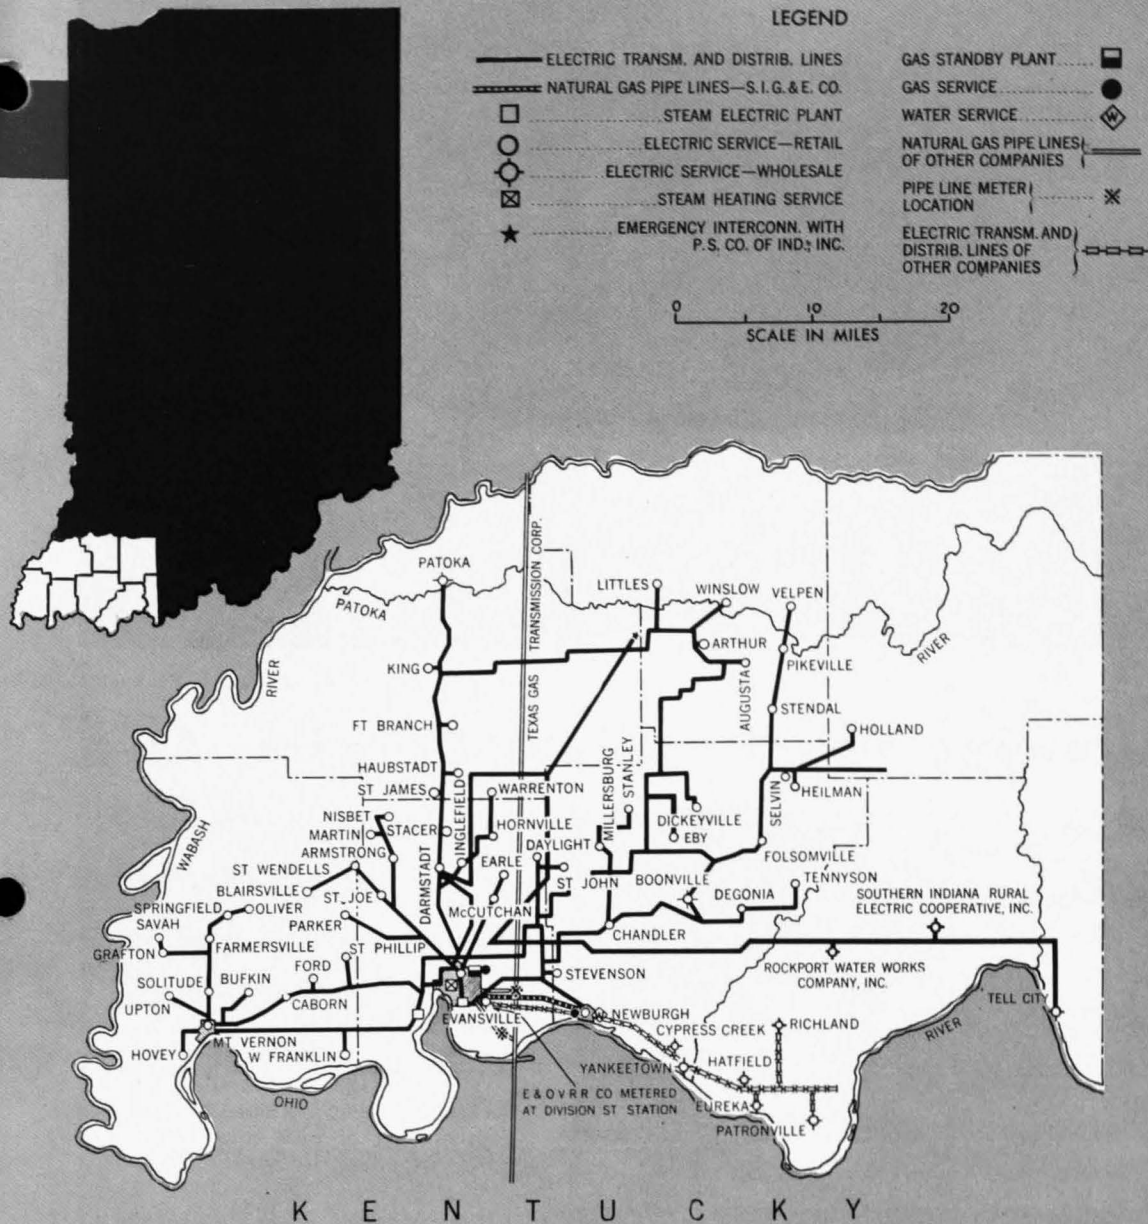 LEGEND
ELECTRIC TRANSM. AND DISTRIB. LINES
NATURAL GAS PIPE LINES—S.I.G. & E. CO.
STEAM ELECTRIC PLANT
ELECTRIC SERVICE—RETAIL
ELECTRIC SERVICE—WHOLESALE
STEAM HEATING SERVICE
EMERGENCY INTERCONN. WITH
P.S. CO. OF IND., INC.
GAS STANDBY PLANT
GAS SERVICE
WATER SERVICE
W
NATURAL GAS PIPE LINES
OF OTHER COMPANIES
PIPE LINE METER
LOCATION
ELECTRIC TRANSM. AND
DISTRIB. LINES OF
OTHER COMPANIES
0 10 20
SCALE IN MILES
PATOKA
PATOKA
RIVER
TEXAS GAS TRANSMISSION CORP.
LITTLES
WINSLOW
VELPEN
ARTHUR
RIVER
KING
PIKEVILLE
AUGUSTA
STENDAL
FT BRANCH
HOLLAND
HAUBSTADT
ST JAMES
INGLEFIELD
WARRENTON
MILLERSBURG
STANLEY
SELVIN
HEILMAN
NISBET
MARTIN
STACER
HORNVILLE
DICKEYVILLE
EBY
WABASH
ARMSTRONG
DAYLIGHT
ST WENDELLS
EARLE
FOLSOMVILLE
BLAIRSVILLE
ST. JOE
DARMSTADT
ST JOHN
BOONVILLE
TENNYSON
DEGONIA
SOUTHERN INDIANA RURAL
ELECTRIC COOPERATIVE, INC.
SPRINGFIELD
OLIVER
PARKER
McCUTCHAN
SAVAH
CHANDLER
GRAFTON
FARMERSVILLE
ST PHILLIP
FORD
STEVENSON
ROCKPORT WATER WORKS
COMPANY, INC.
SOLITUDE
BUFKIN
UPTON
CABORN
TELL CITY
EVANSVILLE
NEWBURGH
CYPRESS CREEK
RICHLAND
RIVER
MT VERNON
HOVEY
W FRANKLIN
YANKEETOWN
HATFIELD
E & O V R R CO METERED
AT DIVISION ST STATION
OHIO
EUREKA
PATRONVILLE
KENTUCKY